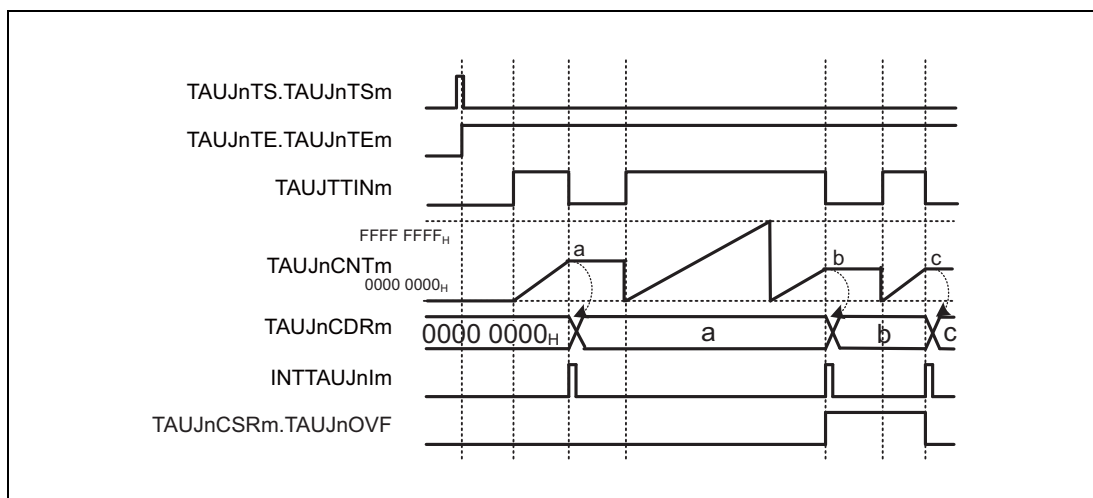 TAUJnTS.TAUJnTSm
TAUJnTE.TAUJnTEm
TAUJTTINm
FFFF FFFFH
a b c
TAUJnCNTm
0000 0000H
TAUJnCDRm 0000 0000H a b c
INTTAUJnIm
TAUJnCSRm.TAUJnOVF